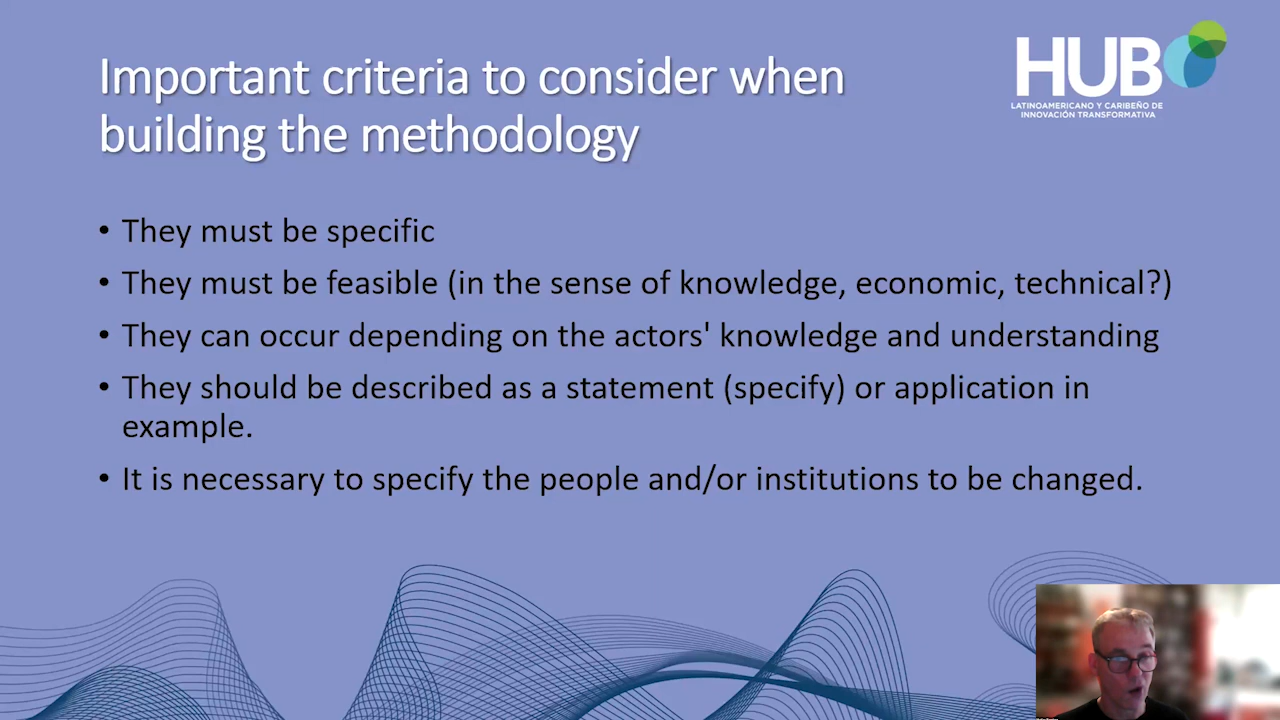 HUB
LATINOAMERICANO Y CARIBEÑO DE
INNOVACIÓN TRANSFORMATIVA
Important criteria to consider when
building the methodology
• They must be specific
• They must be feasible (in the sense of knowledge, economic, technical?)
• They can occur depending on the actors' knowledge and understanding
• They should be described as a statement (specify) or application in
example.
• It is necessary to specify the people and/or institutions to be changed.